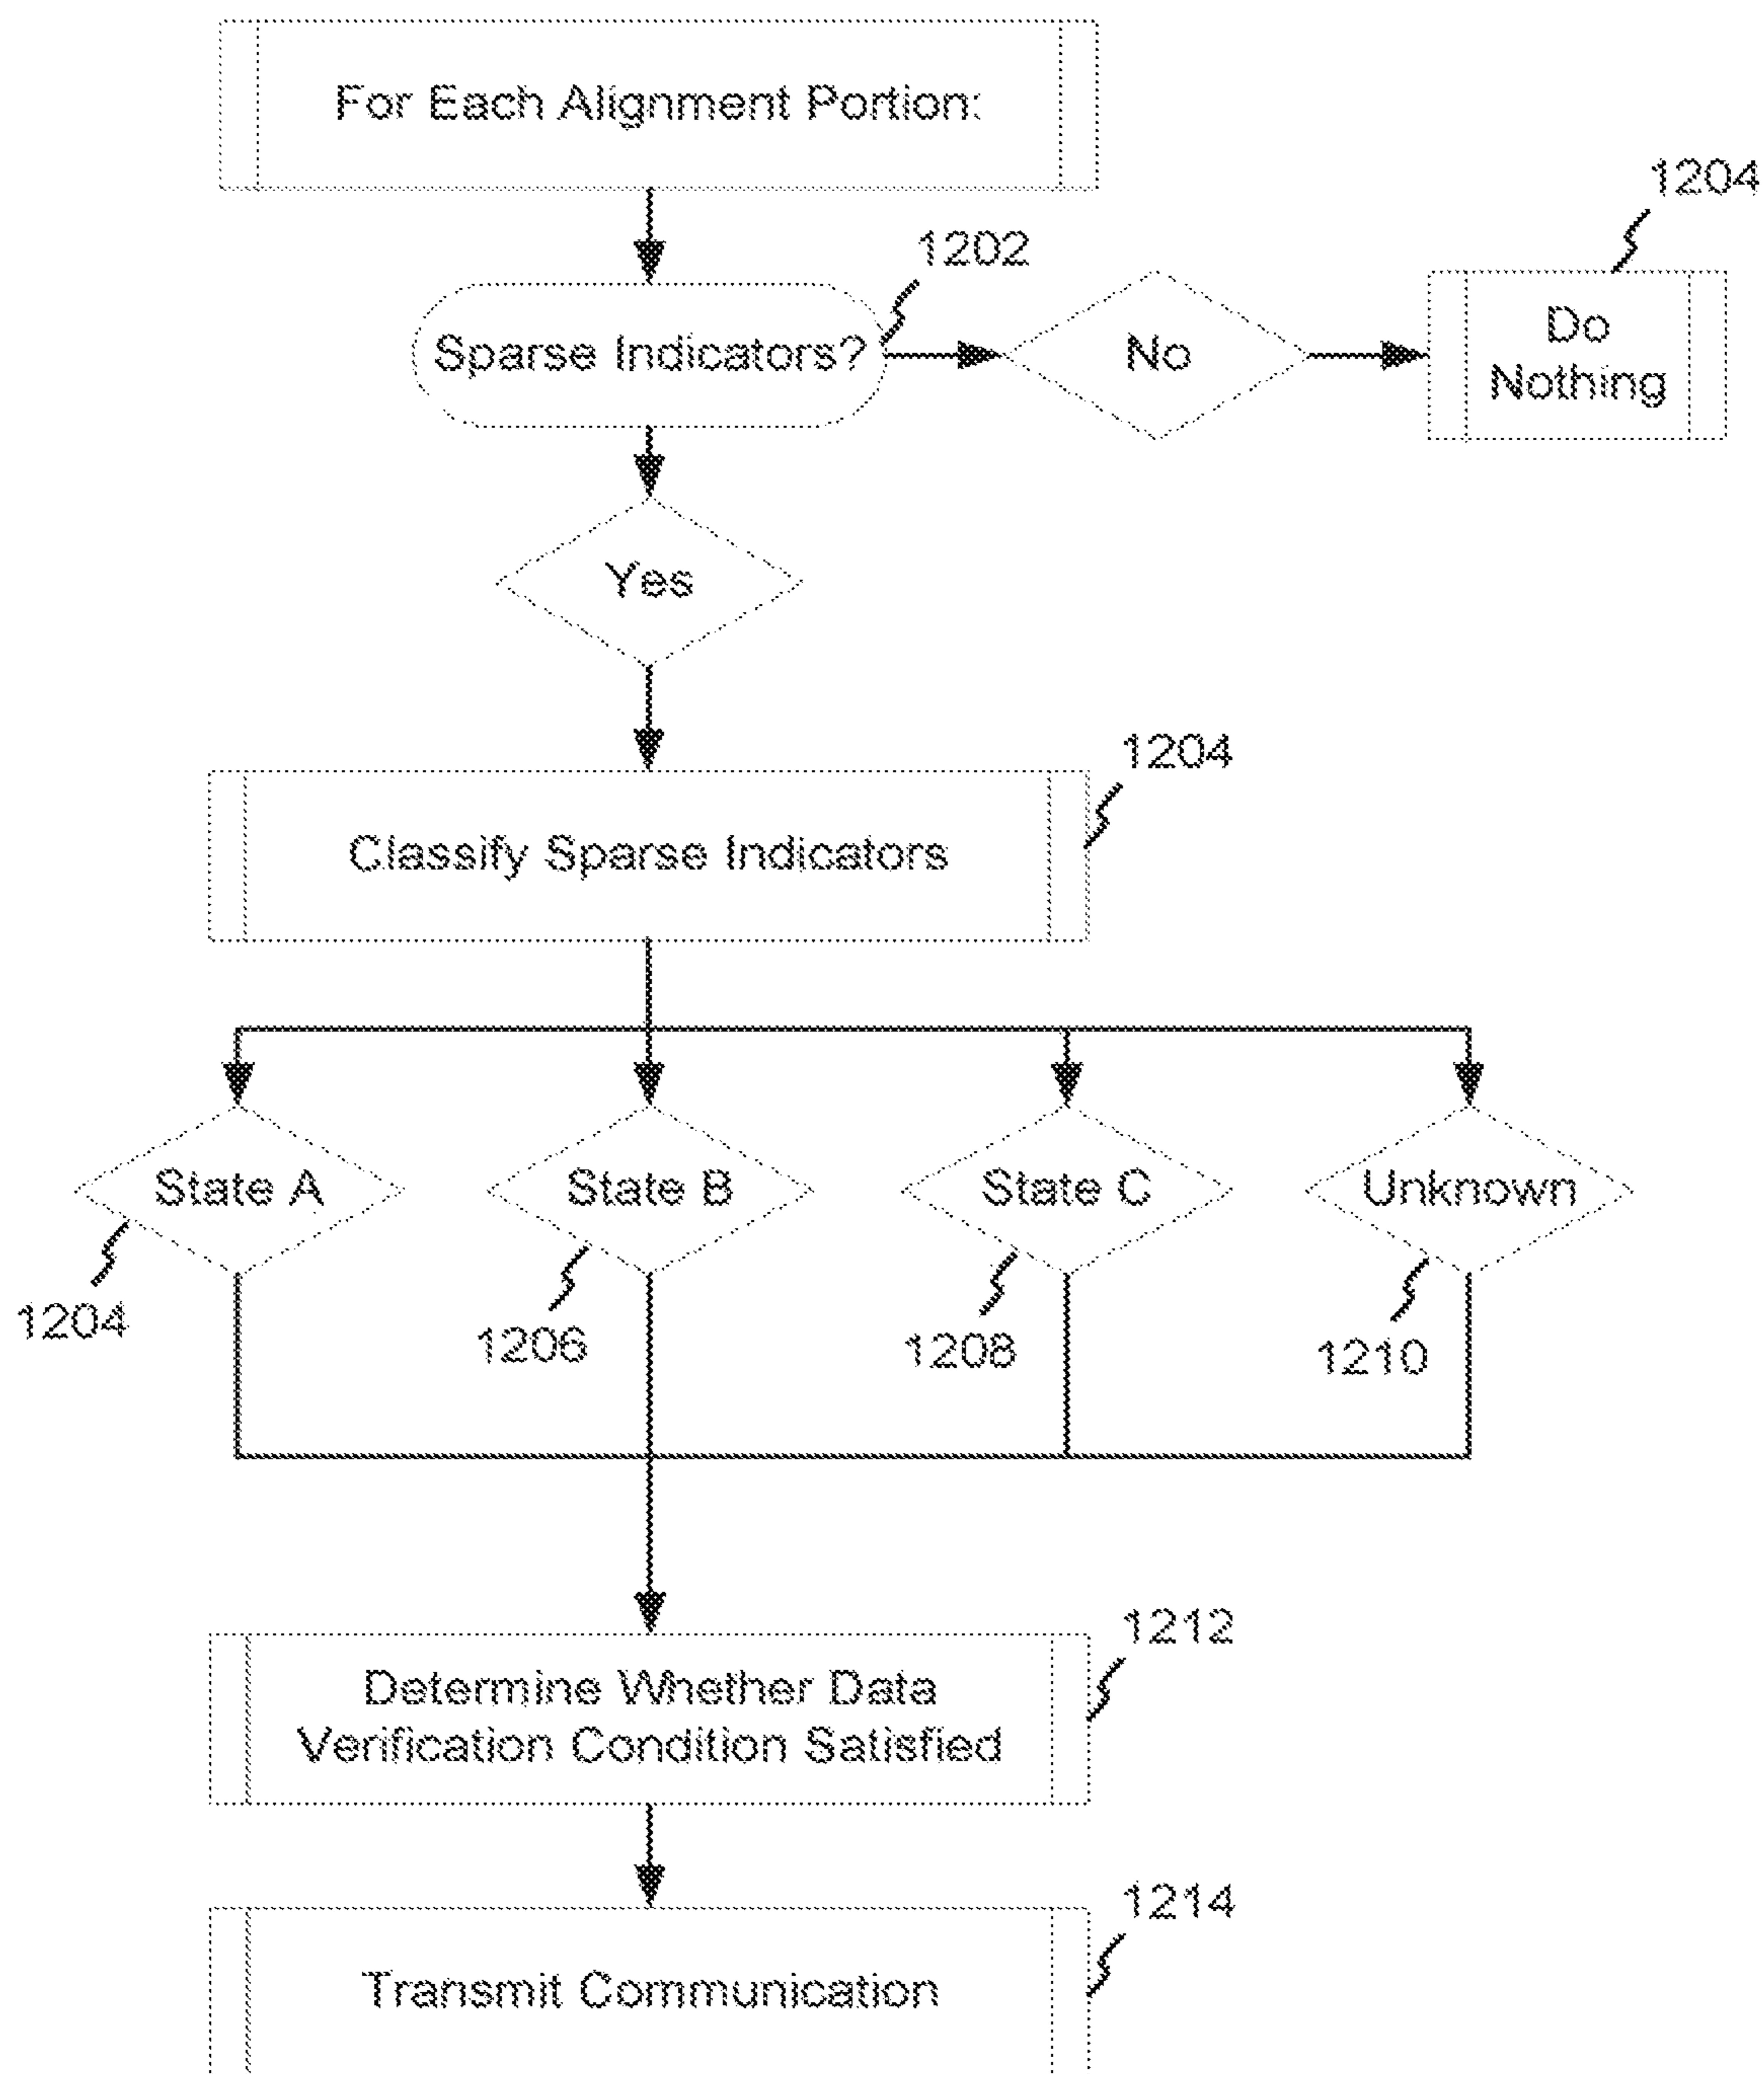 For Each Alignment Portion:
1204
1202
Sparse Indicators?
No
Do
Nothing
Yes
1204
Classify Sparse Indicators
State A
State B
State C
Unknown
1204
1206
1208
1210
1212
Determine Whether Data
Verification Condition Satisfied
1214
Transmit Communication